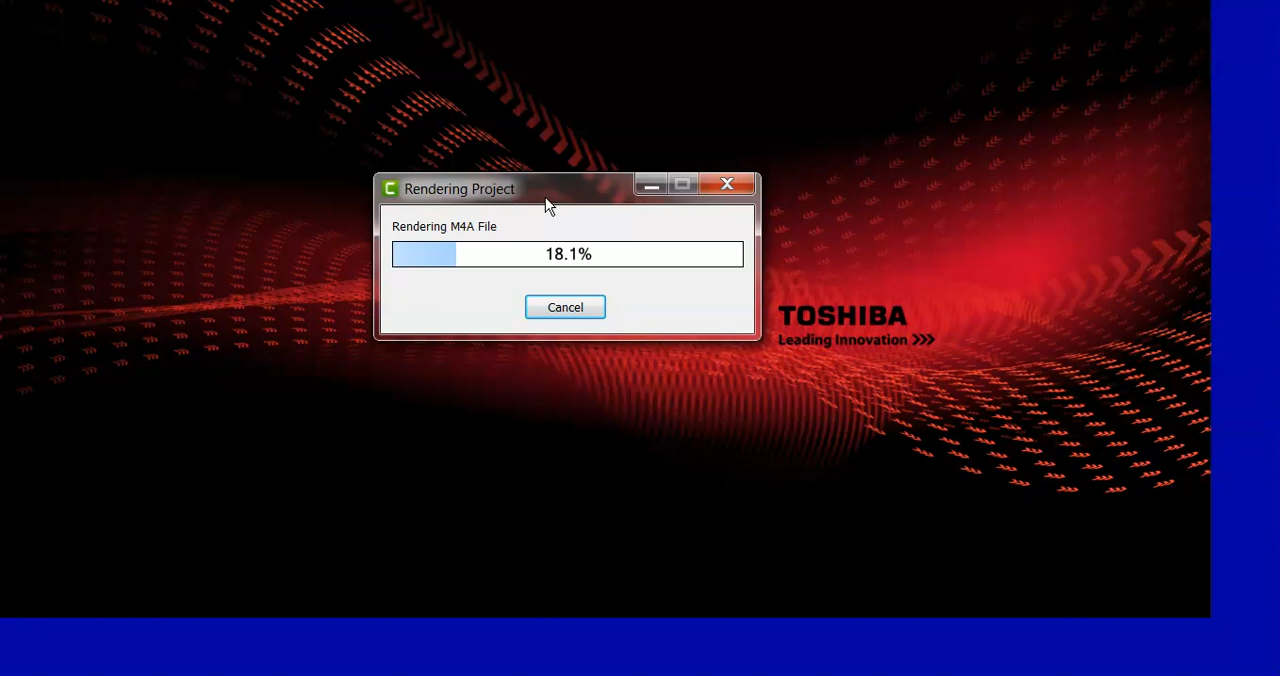 Rendering Project
Rendering M4A File
18.1%
Cancel
TOSHIBA
Leading Innovation >>>